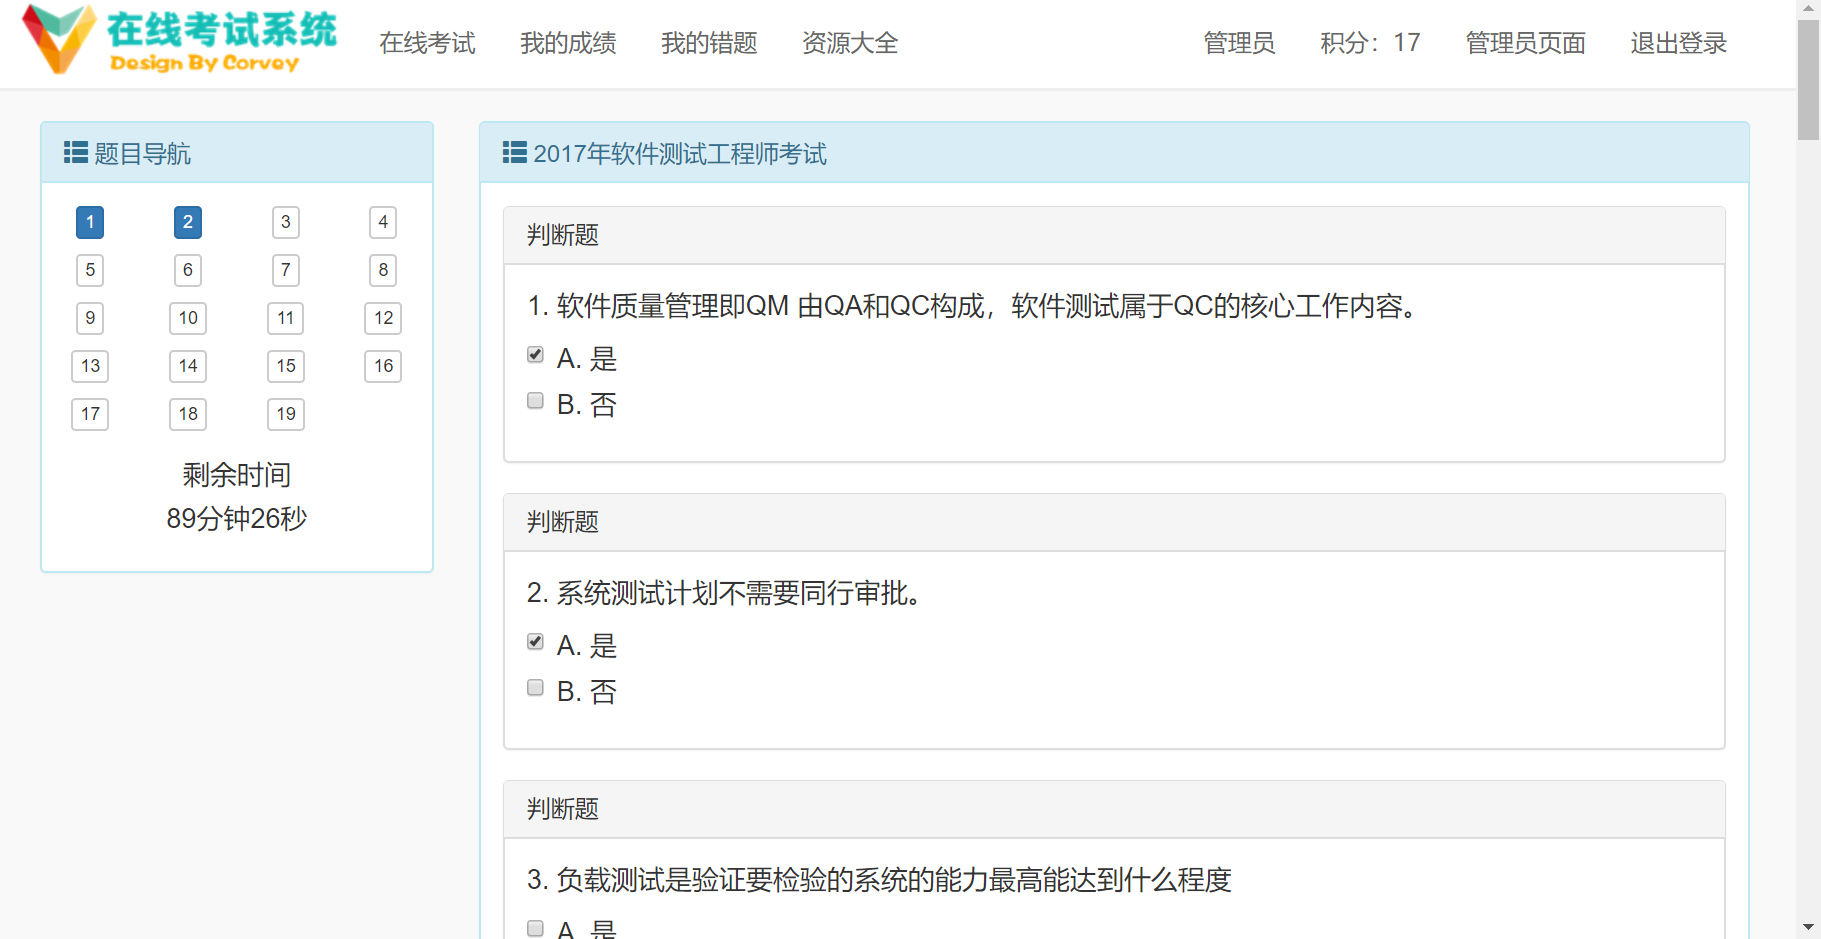 在线考试系统
Design By Corvey
在线考试 我的成绩 我的错题 资源大全 管理员 积分：17 管理员页面 退出登录
题目导航
1 2 3 4
5 6 7 8
9 10 11 12
13 14 15 16
17 18 19
剩余时间
89分钟26秒
2017年软件测试工程师考试
判断题
1. 软件质量管理即QM 由QA和QC构成，软件测试属于QC的核心工作内容。
A. 是
B. 否
判断题
2. 系统测试计划不需要同行审批。
A. 是
B. 否
判断题
3. 负载测试是验证要检验的系统的能力最高能达到什么程度
A. 是